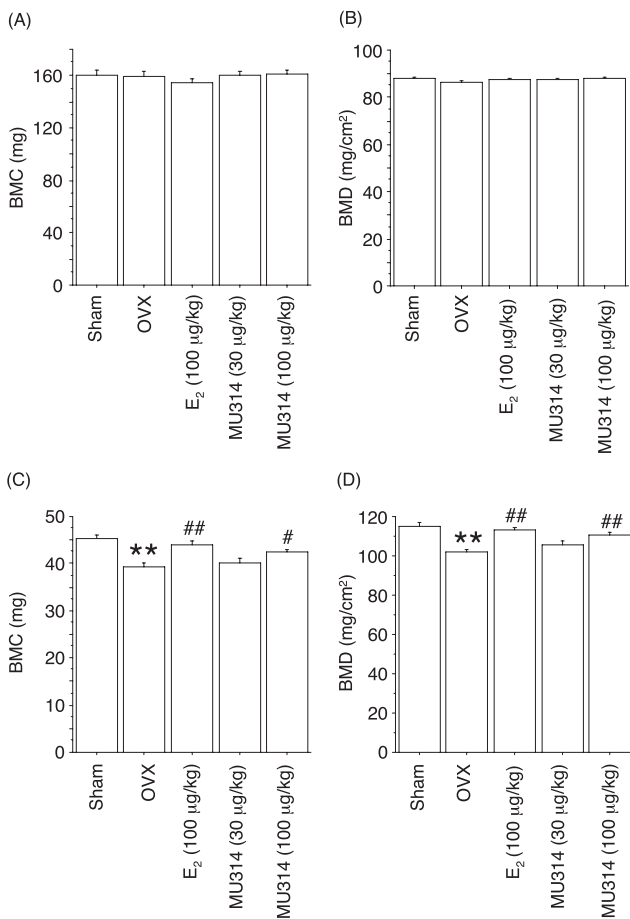 (A)
BMC (mg)
160
120
80
40
0
Sham
OVX
E₂ (100 μg/kg)
MU314 (30 μg/kg)
MU314 (100 μg/kg)
(B)
BMD (mg/cm²)
100
80
60
40
20
0
Sham
OVX
E₂ (100 μg/kg)
MU314 (30 μg/kg)
MU314 (100 μg/kg)
(C)
BMC (mg)
50
40
30
20
10
0
**
##
#
Sham
OVX
E₂ (100 μg/kg)
MU314 (30 μg/kg)
MU314 (100 μg/kg)
(D)
BMD (mg/cm²)
120
100
80
60
40
20
0
**
##
##
Sham
OVX
E₂ (100 μg/kg)
MU314 (30 μg/kg)
MU314 (100 μg/kg)